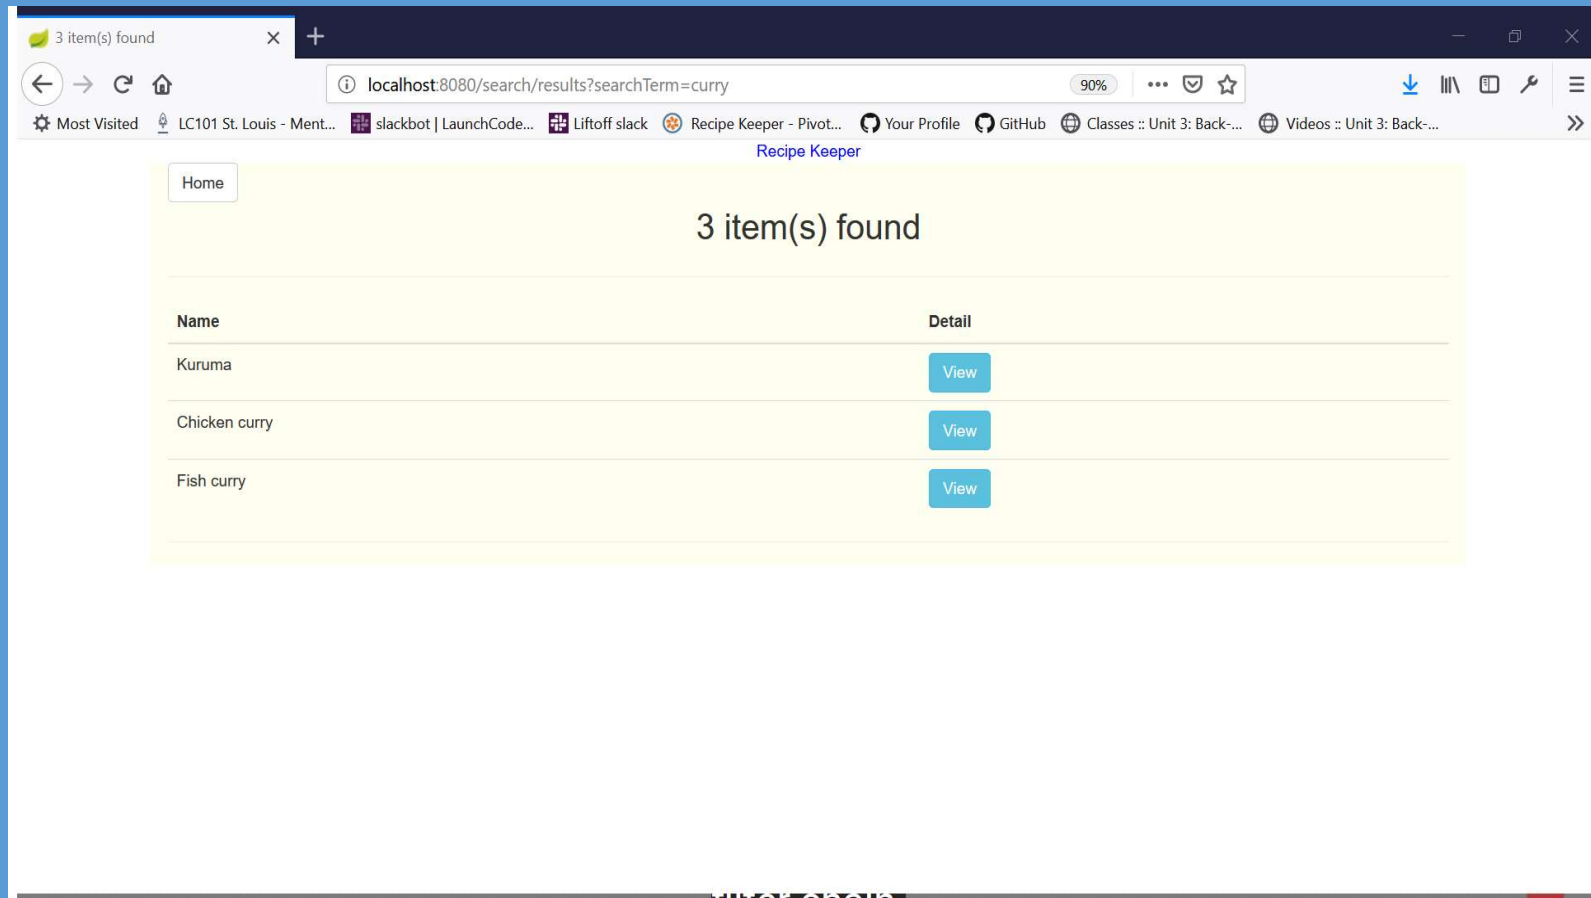 3 item(s) found
localhost:8080/search/results?searchTerm=curry 90%
Most Visited LC101 St. Louis - Ment... slackbot | LaunchCode... Liftoff slack Recipe Keeper - Pivot... Your Profile GitHub Classes :: Unit 3: Back-... Videos :: Unit 3: Back-...
Recipe Keeper
Home
3 item(s) found
Name Detail
Kuruma View
Chicken curry View
Fish curry View